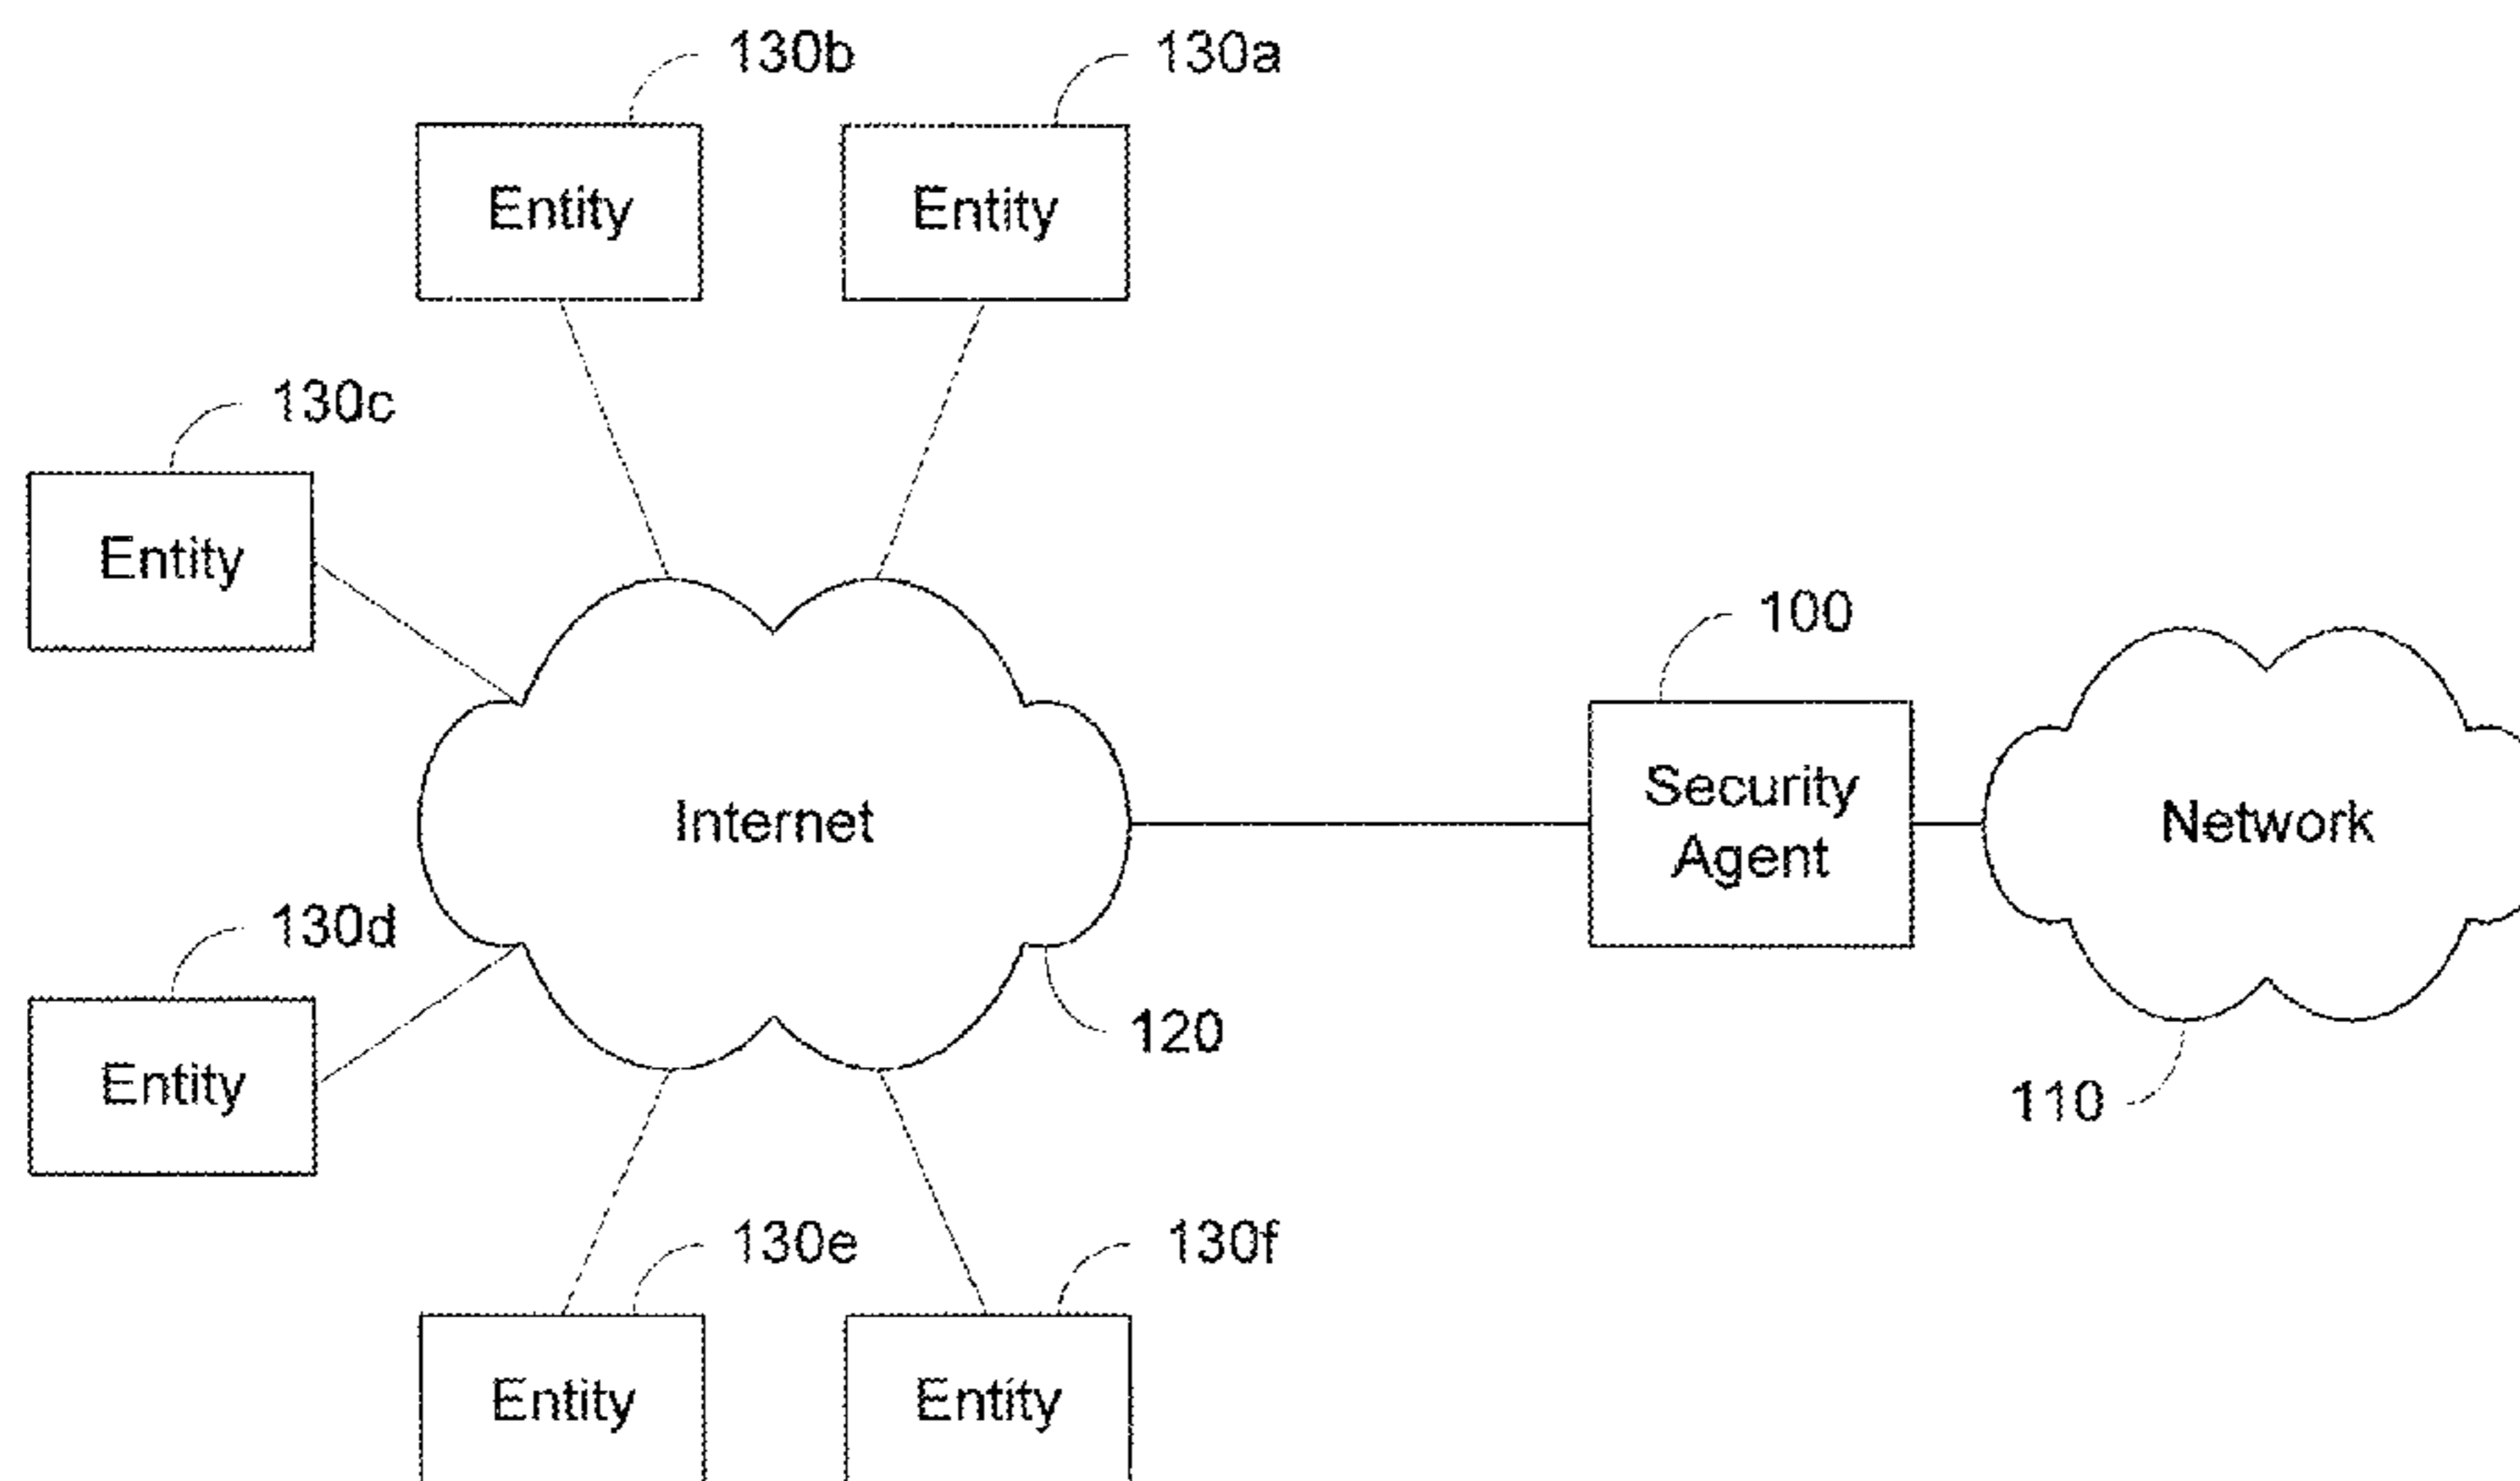 130b
130a
Entity
Entity
130c
Entity
100
Internet
Security
Agent
Network
130d
120
Entity
110
130e
130f
Entity
Entity